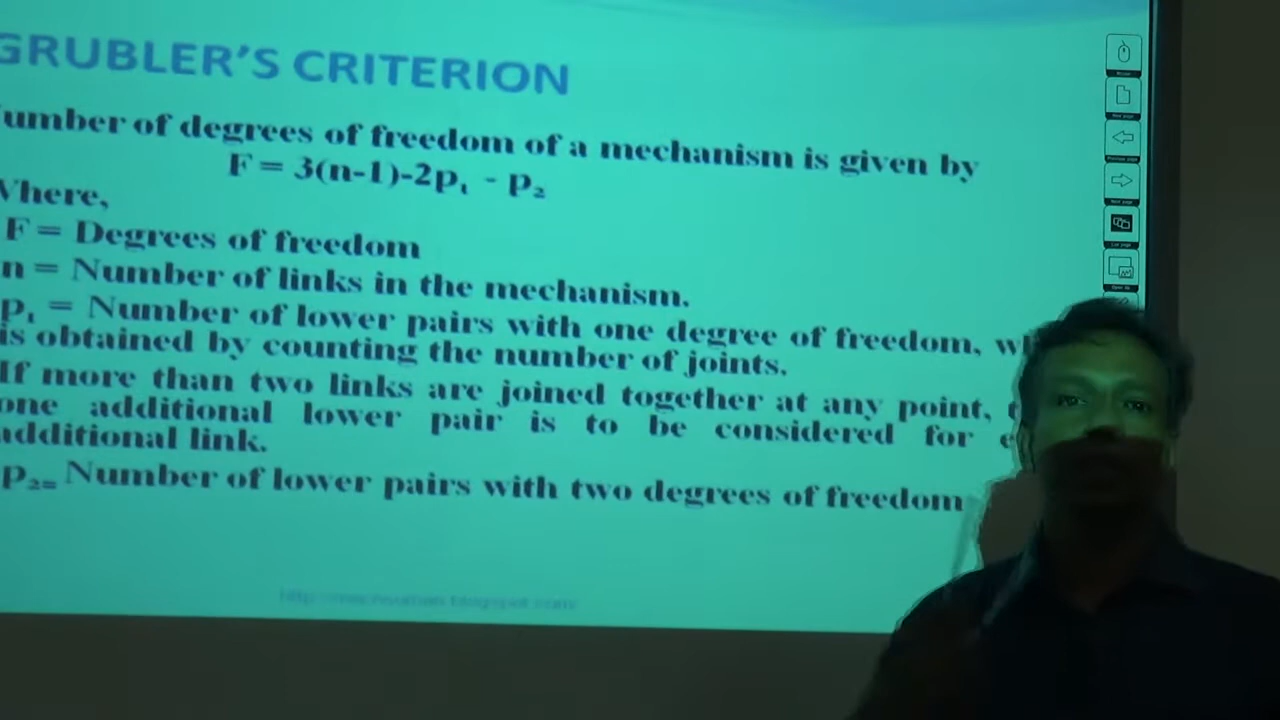 GRUBLER'S CRITERION
umber of degrees of freedom of a mechanism is given by
F = 3(n-1)-2p₁ - p₂
Where,
F = Degrees of freedom
n = Number of links in the mechanism.
p₁ = Number of lower pairs with one degree of freedom, w
is obtained by counting the number of joints.
If more than two links are joined together at any point,
one additional lower pair is to be considered for e
additional link.
p₂= Number of lower pairs with two degrees of freedom